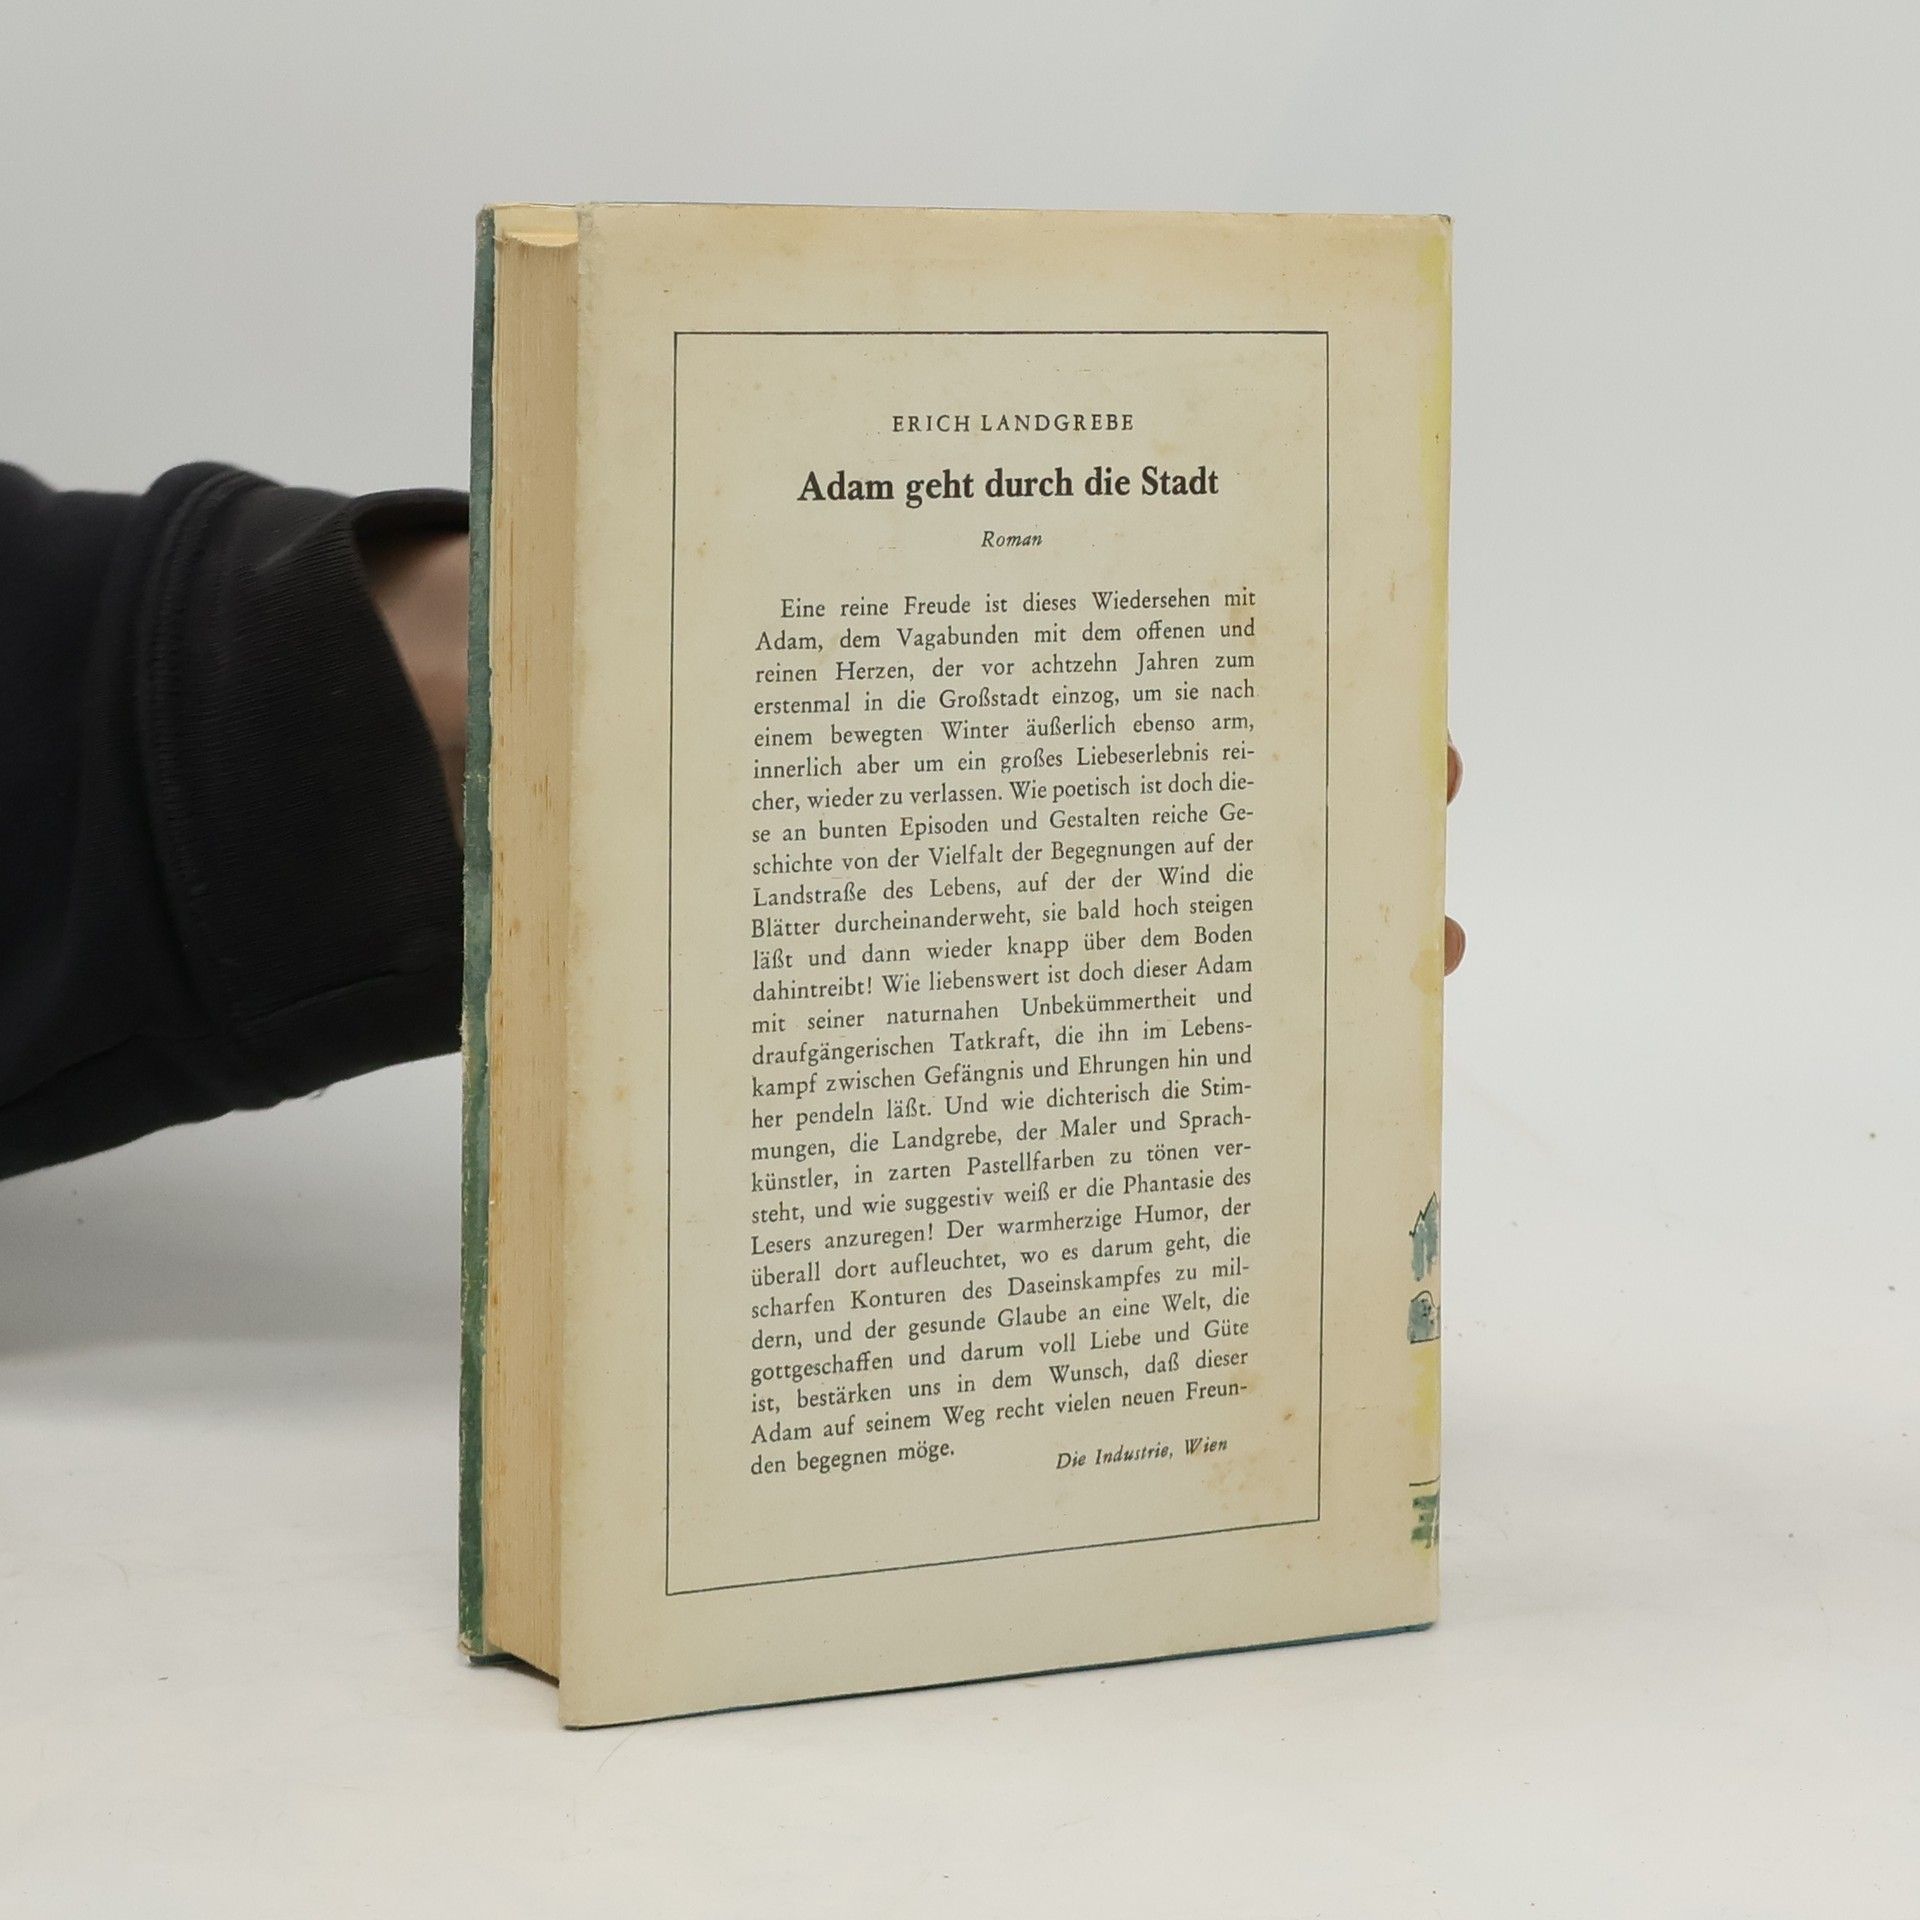 ERICH LANDGREBE
Adam geht durch die Stadt
Roman
Eine reine Freude ist dieses Wiedersehen mit
Adam, dem Vagabunden mit dem offenen und
reinen Herzen, der vor achtzehn Jahren zum
erstenmal in die Großstadt einzog, um sie nach
einem bewegten Winter äußerlich ebenso arm,
innerlich aber um ein großes Liebeserlebnis rei-
cher, wieder zu verlassen. Wie poetisch ist doch die-
se an bunten Episoden und Gestalten reiche Ge-
schichte von der Vielfalt der Begegnungen auf der
Landstraße des Lebens, auf der der Wind die
Blätter durcheinanderweht, sie bald hoch steigen
läßt und dann wieder knapp über dem Boden
dahintreibt! Wie liebenswert ist doch dieser Adam
mit seiner naturnahen Unbekümmertheit und
draufgängerischen Tatkraft, die ihn im Lebens-
kampf zwischen Gefängnis und Ehrungen hin und
her pendeln läßt. Und wie dichterisch die Stim-
mungen, die Landgrebe, der Maler und Sprach-
künstler, in zarten Pastellfarben zu tönen ver-
steht, und wie suggestiv weiß er die Phantasie des
Lesers anzuregen! Der warmherzige Humor, der
überall dort aufleuchtet, wo es darum geht, die
scharfen Konturen des Daseinskampfes zu mil-
dern, und der gesunde Glaube an eine Welt, die
gottgeschaffen und darum voll Liebe und Güte
ist, bestärken uns in dem Wunsch, daß dieser
Adam auf seinem Weg recht vielen neuen Freun-
den begegnen möge.
Die Industrie, Wien